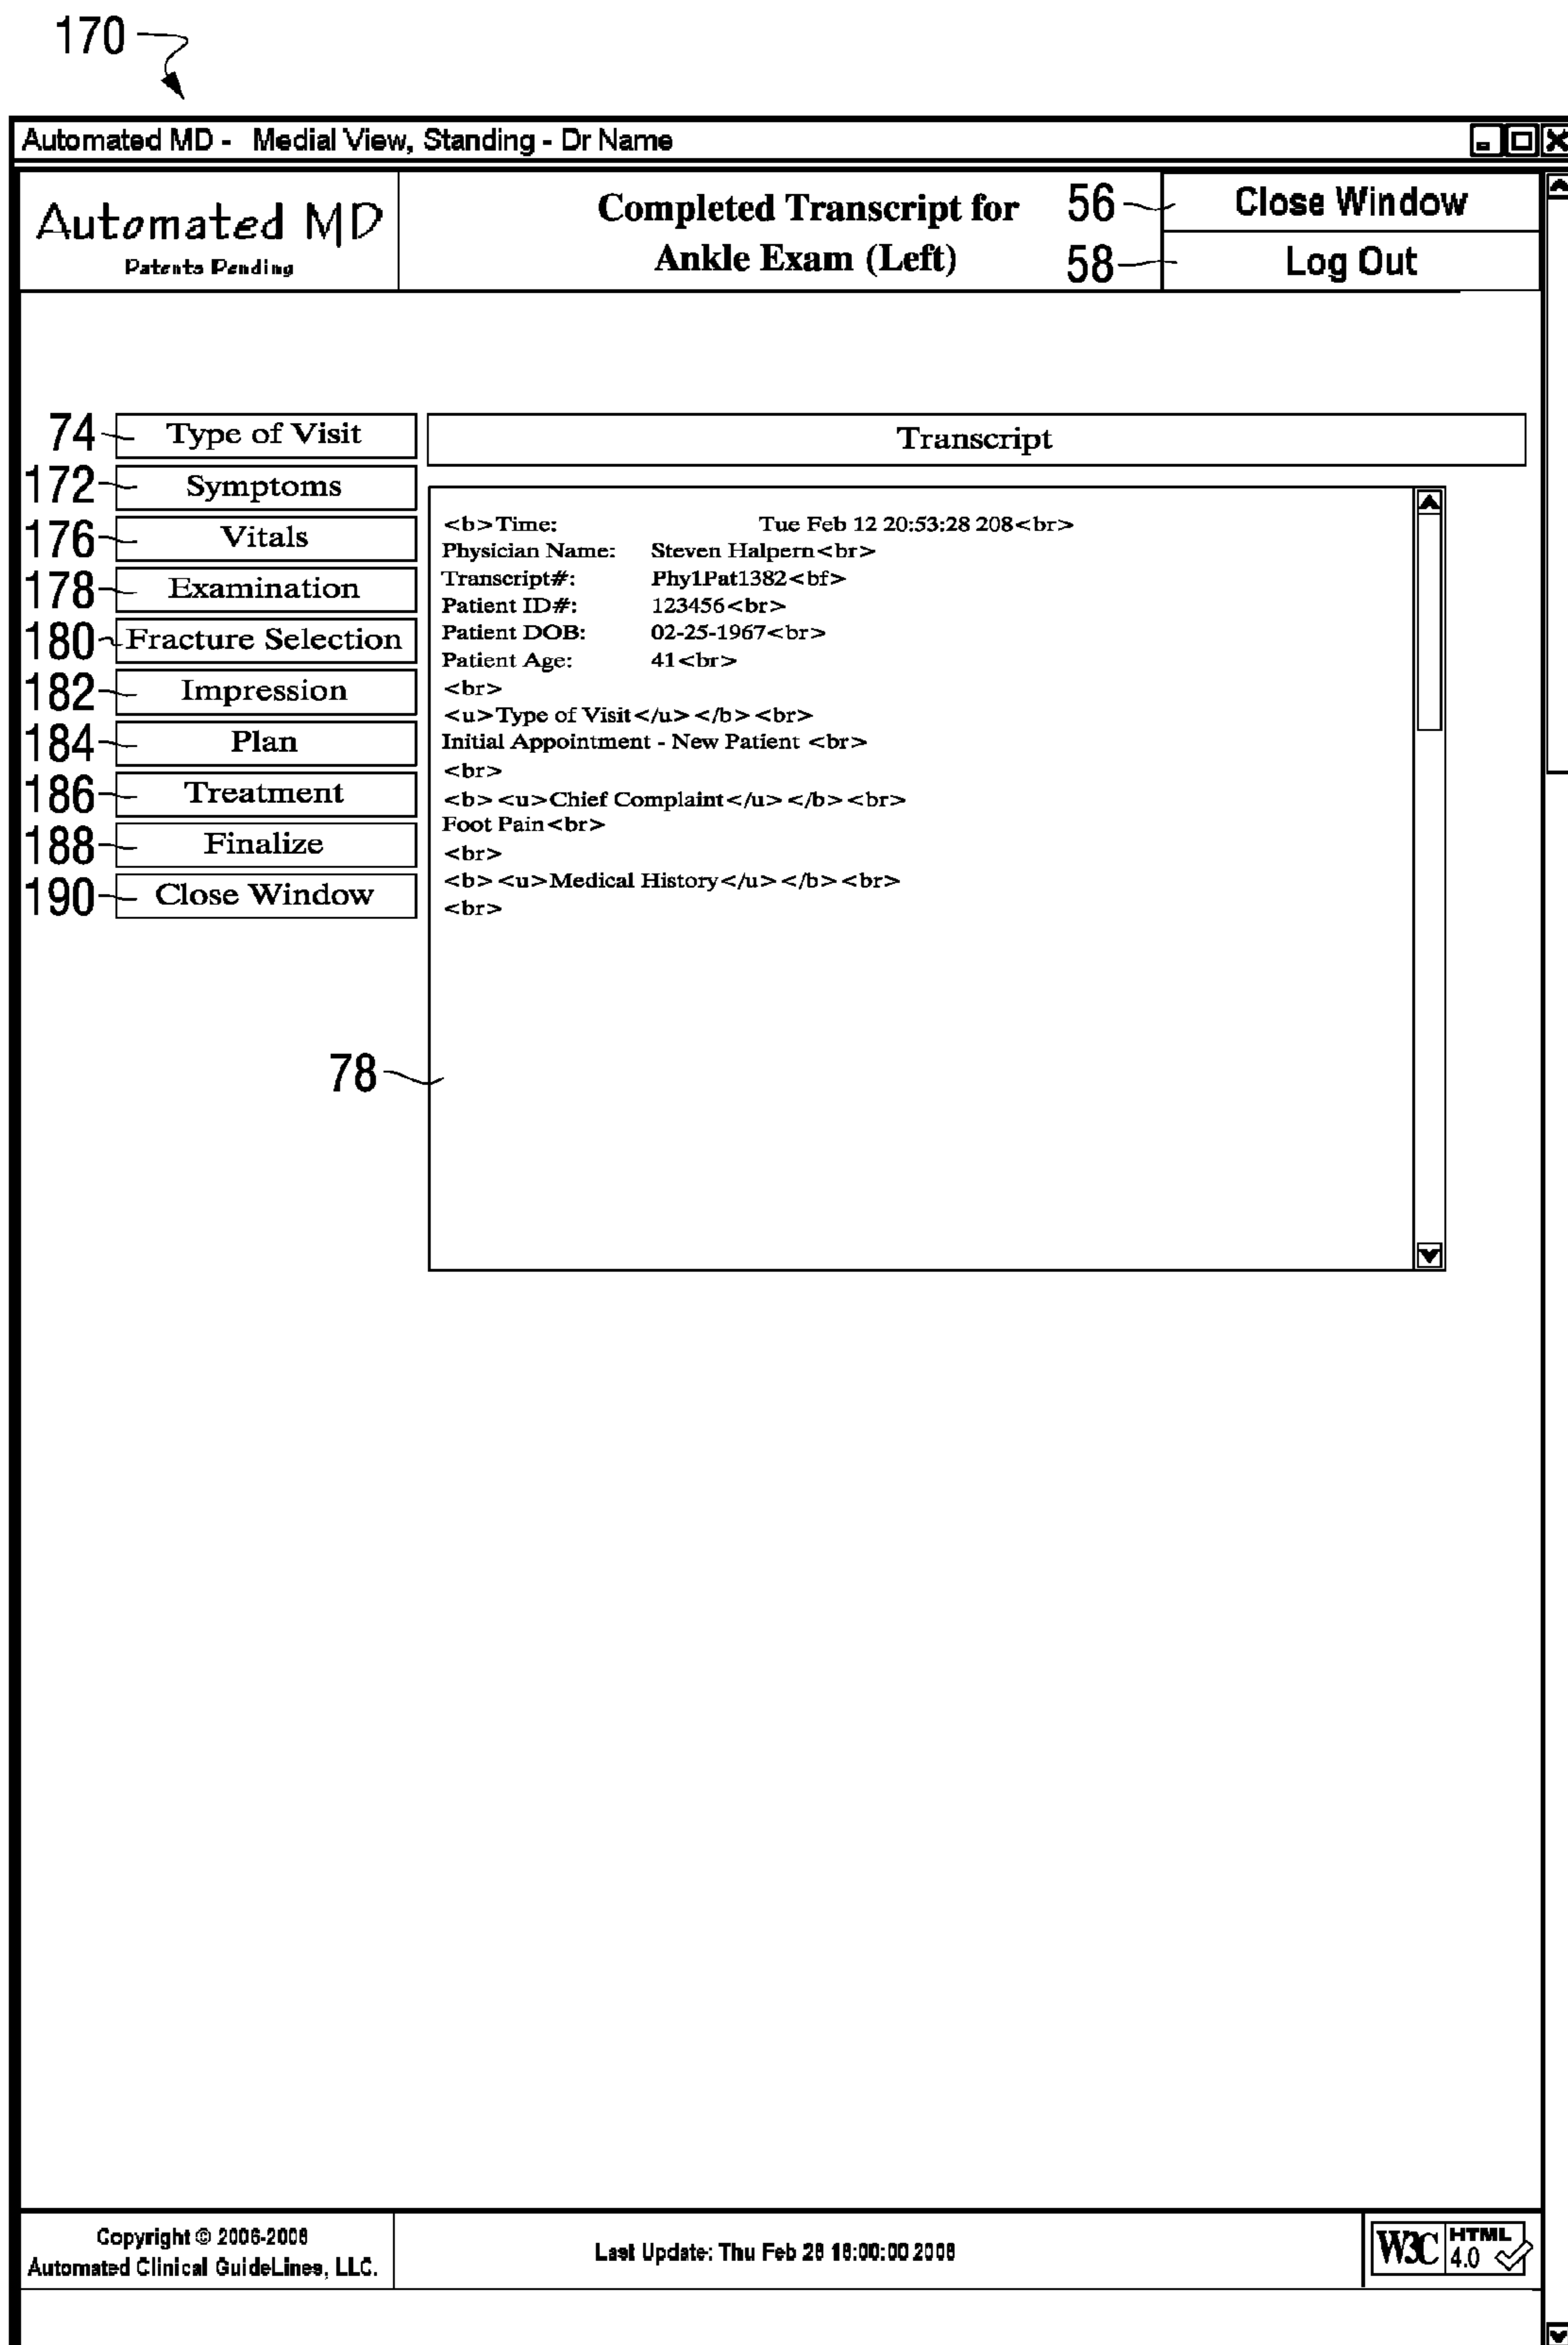 170
Automated MD - Medial View, Standing - Dr Name
Automated MD
Patents Pending
Completed Transcript for
Ankle Exam (Left)
56
Close Window
58
Log Out
74 Type of Visit
172 Symptoms
176 Vitals
178 Examination
180 Fracture Selection
182 Impression
184 Plan
186 Treatment
188 Finalize
190 Close Window
Transcript
<b>Time: Tue Feb 12 20:53:28 208<br>
Physician Name: Steven Halpern<br>
Transcript#: Phy1Pat1382<bf>
Patient ID#: 123456<br>
Patient DOB: 02-25-1967<br>
Patient Age: 41<br>
<br>
<u>Type of Visit</u></b><br>
Initial Appointment - New Patient <br>
<br>
<b><u>Chief Complaint</u></b><br>
Foot Pain<br>
<br>
<b><u>Medical History</u></b><br>
<br>
78
Copyright © 2006-2008
Automated Clinical GuideLines, LLC.
Last Update: Thu Feb 28 18:00:00 2008
W3C HTML
4.0